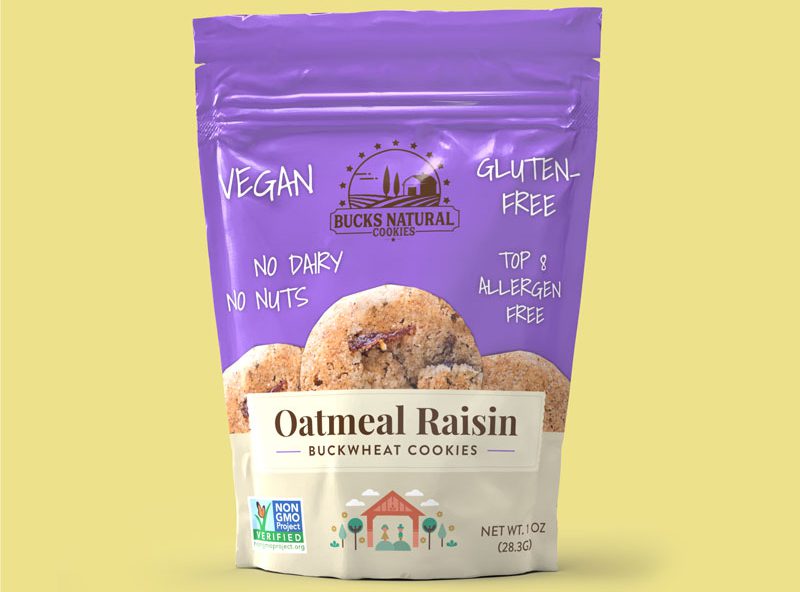 VEGAN
GLUTEN-
FREE
BUCKS NATURAL
COOKIES
NO DAIRY
NO NUTS
TOP 8
ALLERGEN
FREE
Oatmeal Raisin
BUCKWHEAT COOKIES
NON
GMO
Project
VERIFIED
nongmoproject.org
NET WT. 1 OZ
(28.3G)